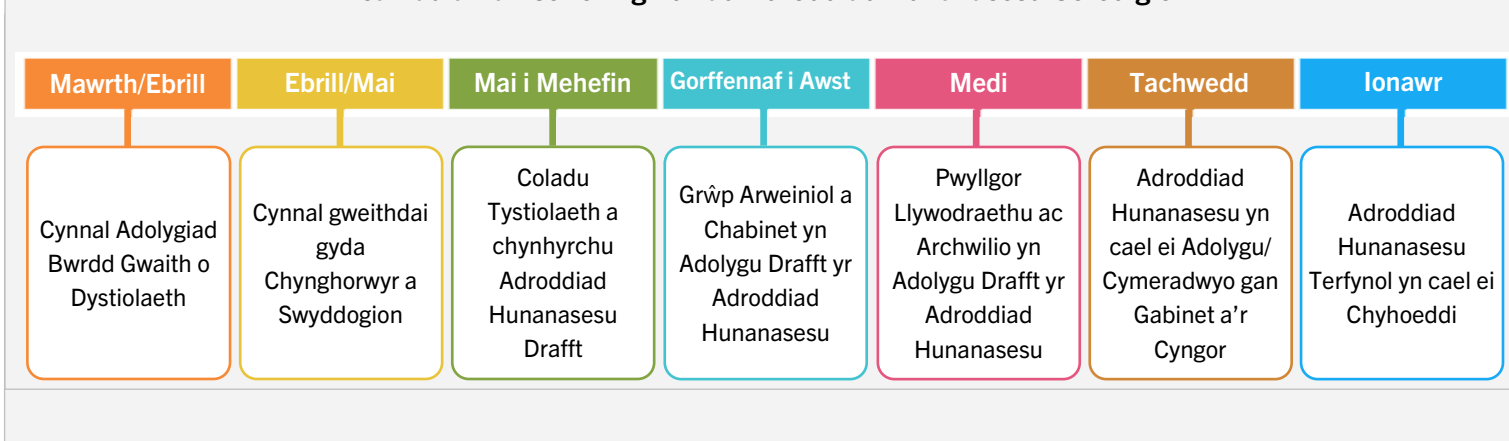 Mawrth/Ebrill
Ebrill/Mai
Mai i Mehefin
Gorffennaf i Awst
Medi
Tachwedd
Ionawr
Cynnal Adolygiad
Bwrdd Gwaith o
Dystiolaeth
Cynnal gweithdai
gyda
Chynghorwyr a
Swyddogion
Coladu
Tystiolaeth a
chynhyrchu
Adroddiad
Hunanasesu
Drafft
Grŵp Arweiniol a
Chabinet yn
Adolygu Drafft yr
Adroddiad
Hunanasesu
Pwyllgor
Llywodraethu ac
Archwilio yn
Adolygu Drafft yr
Adroddiad
Hunanasesu
Adroddiad
Hunanasesu yn
cael ei Adolygu/
Cymeradwyo gan
Gabinet a’r
Cyngor
Adroddiad
Hunanasesu
Terfynol yn cael ei
Chyhoeddi